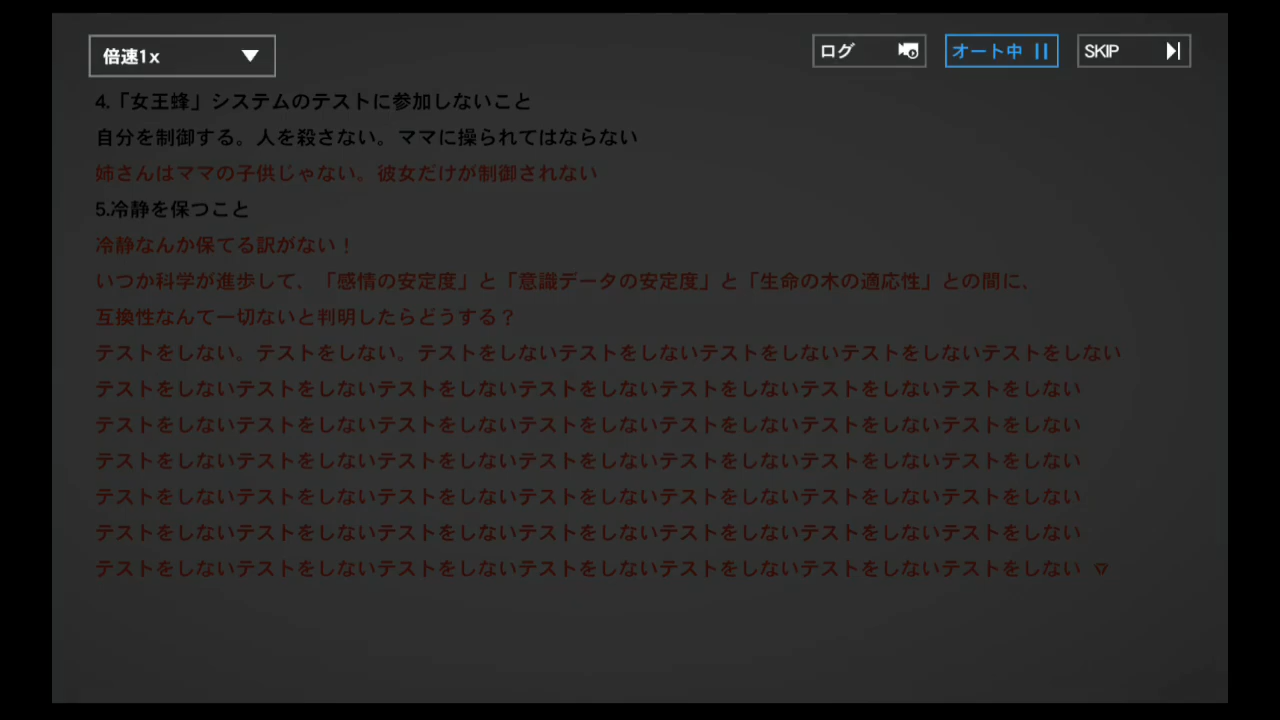 倍速1x
ログ
オート中
SKIP
4.「女王蜂」システムのテストに参加しないこと
自分を制御する。人を殺さない。ママに操られてはならない
姉さんはママの子供じゃない。彼女だけが制御されない
5.冷静を保つこと
冷静なんか保てる訳がない！
いつか科学が進歩して、「感情の安定度」と「意識データの安定度」と「生命の木の適応性」との間に、
互換性なんて一切ないと判明したらどうする？
テストをしない。テストをしない。テストをしないテストをしないテストをしないテストをしないテストをしない
テストをしないテストをしないテストをしないテストをしないテストをしないテストをしないテストをしない
テストをしないテストをしないテストをしないテストをしないテストをしないテストをしないテストをしない
テストをしないテストをしないテストをしないテストをしないテストをしないテストをしないテストをしない
テストをしないテストをしないテストをしないテストをしないテストをしないテストをしないテストをしない
テストをしないテストをしないテストをしないテストをしないテストをしないテストをしないテストをしない
テストをしないテストをしないテストをしないテストをしないテストをしないテストをしないテストをしない